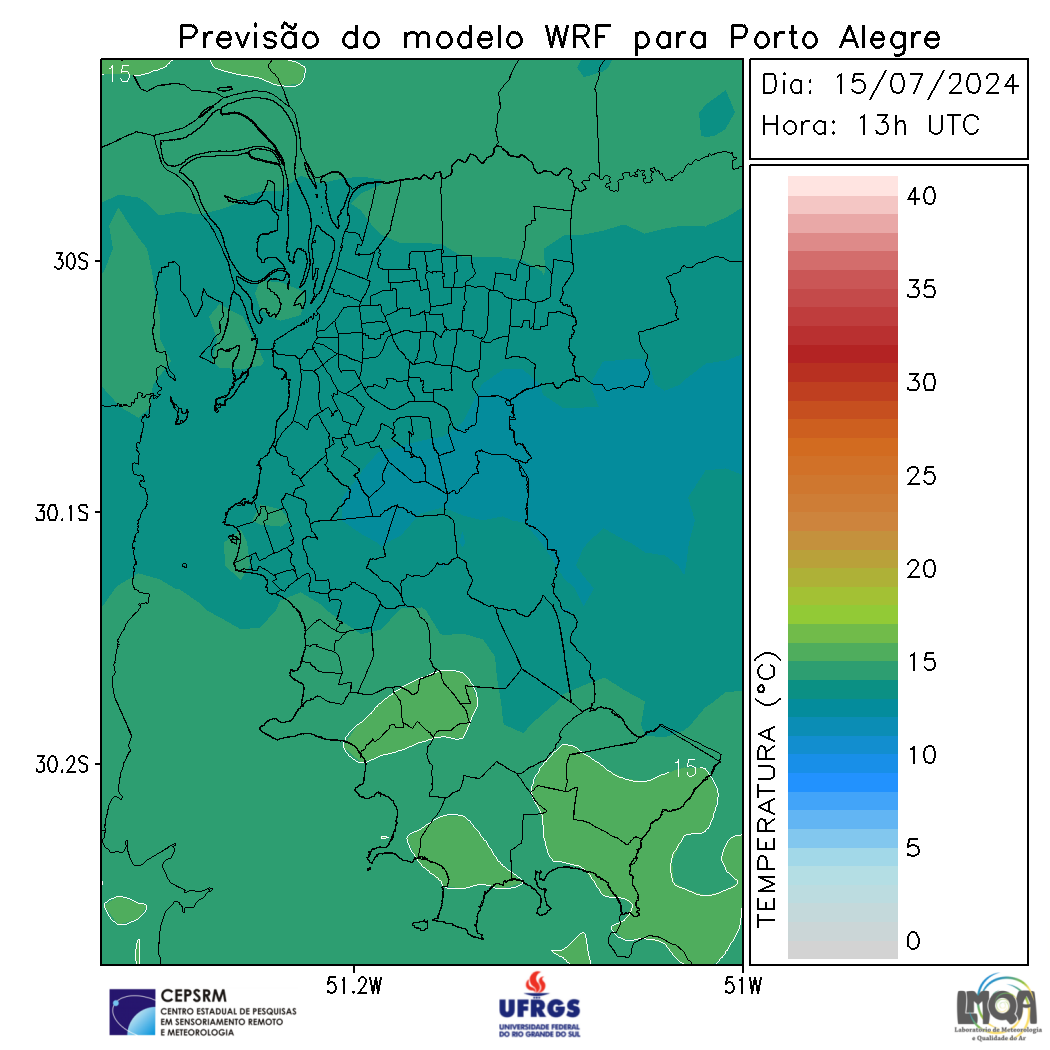 Previsão do modelo WRF para Porto Alegre
Dia: 15/07/2024
Hora: 13h UTC
15
30S
30.1S
30.2S
15
51.2W
51W
40
35
30
25
20
15
10
5
0
TEMPERATURA (°C)
CEPSRM
CENTRO ESTADUAL DE PESQUISAS
EM SENSORIAMENTO REMOTO
E METEOROLOGIA
UFRGS
UNIVERSIDADE FEDERAL
DO RIO GRANDE DO SUL
LMQA
Laboratório de Meteorologia
e Qualidade do Ar